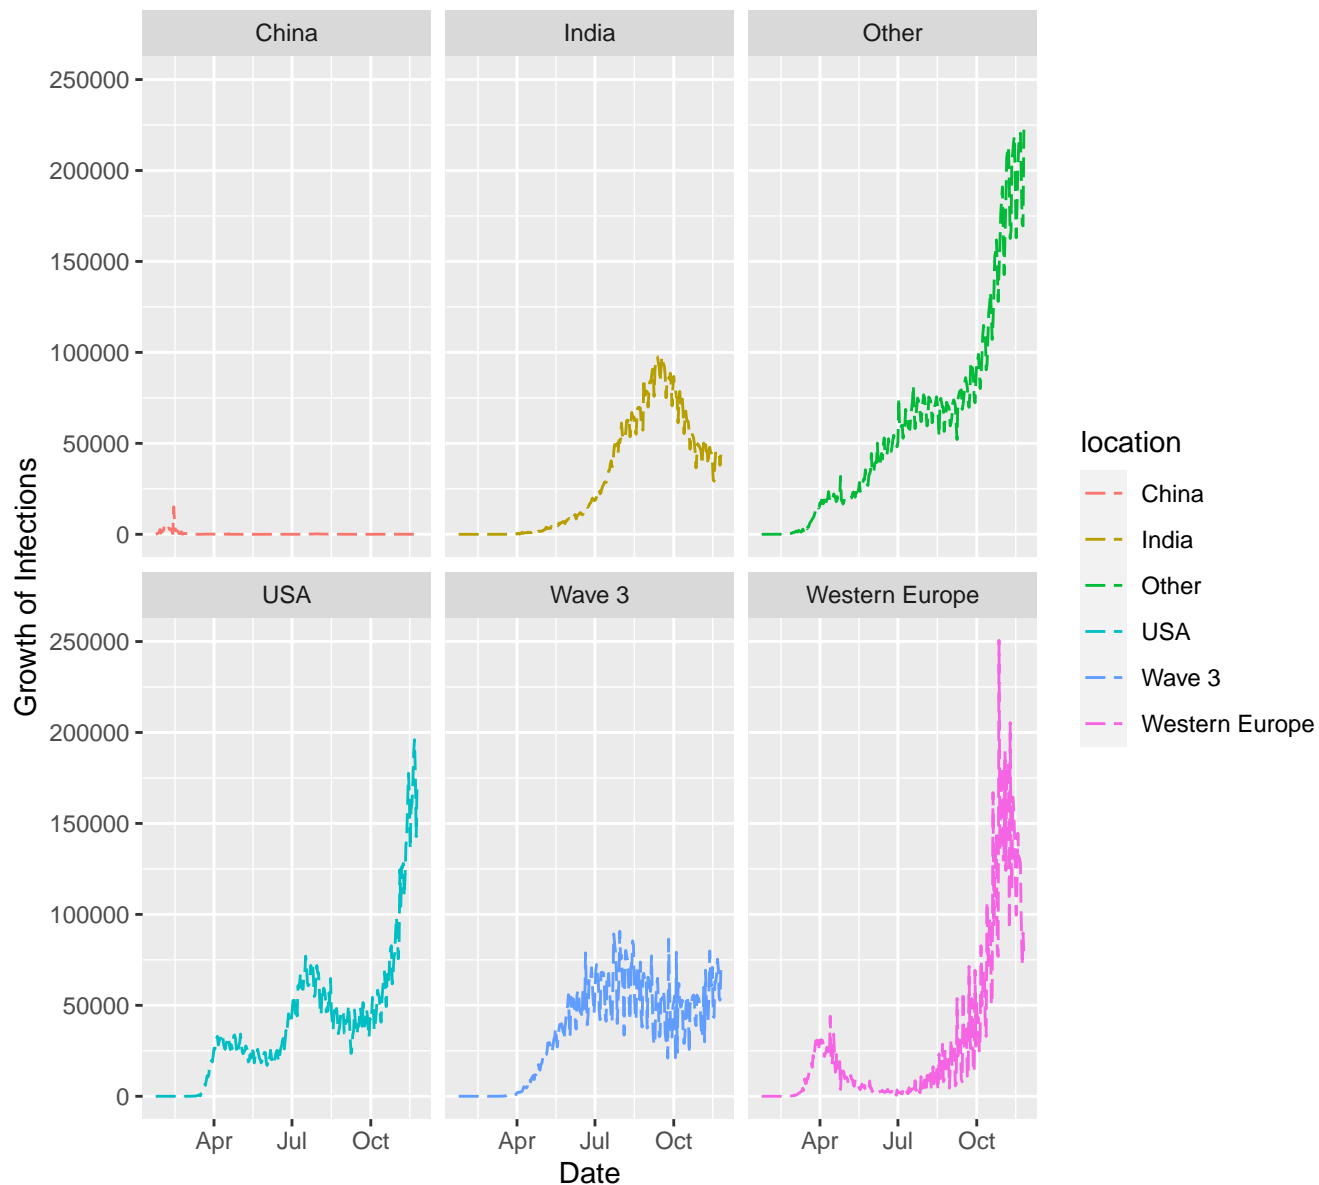 China India Other
250000
200000
150000
100000
50000
0
Growth of Infections
USA Wave 3 Western Europe
250000
200000
150000
100000
50000
0
Apr Jul Oct Apr Jul Oct Apr Jul Oct
Date
location
China
India
Other
USA
Wave 3
Western Europe